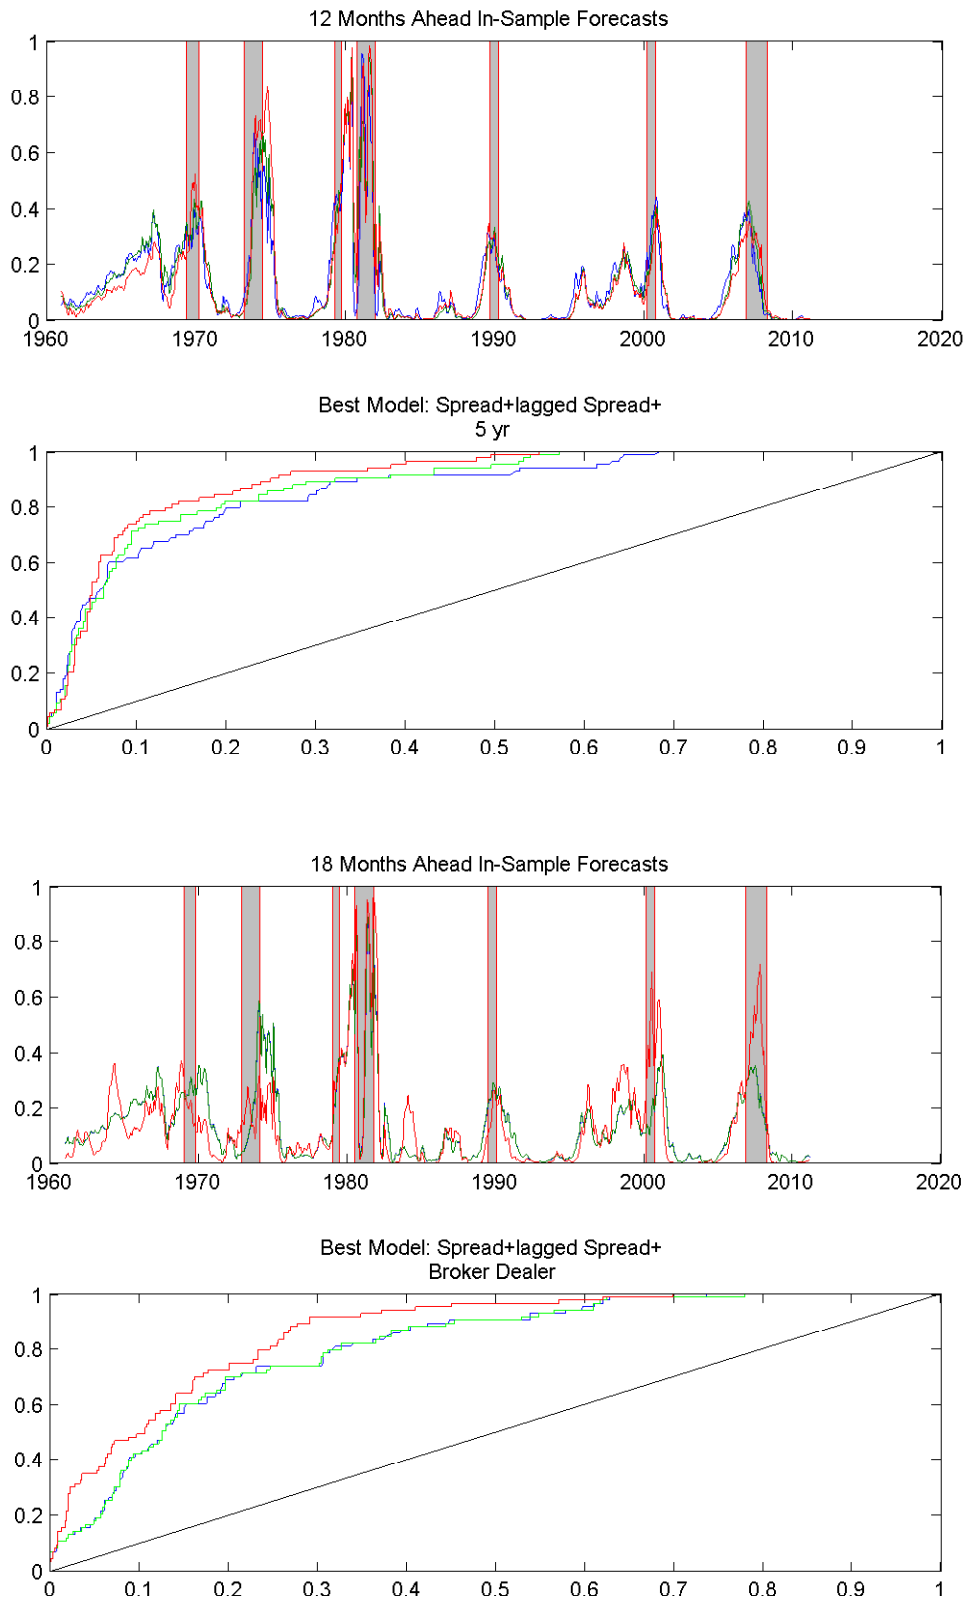 12 Months Ahead In-Sample Forecasts
1
0.8
0.6
0.4
0.2
0
1960 1970 1980 1990 2000 2010 2020
Best Model: Spread+lagged Spread+
5 yr
1
0.8
0.6
0.4
0.2
0
0 0.1 0.2 0.3 0.4 0.5 0.6 0.7 0.8 0.9 1
18 Months Ahead In-Sample Forecasts
1
0.8
0.6
0.4
0.2
0
1960 1970 1980 1990 2000 2010 2020
Best Model: Spread+lagged Spread+
Broker Dealer
1
0.8
0.6
0.4
0.2
0
0 0.1 0.2 0.3 0.4 0.5 0.6 0.7 0.8 0.9 1